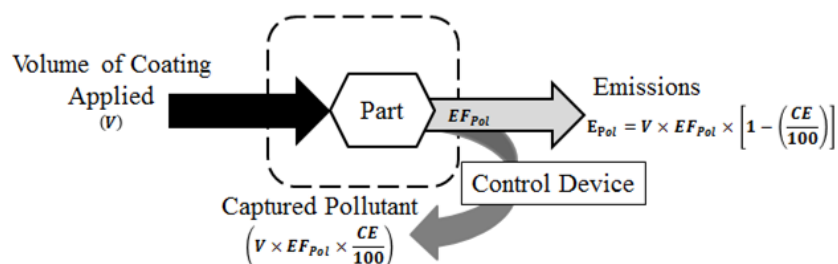 Volume of Coating
Applied
(V)
Part
EF_Pol
Emissions
E_Pol = V × EF_Pol × [1 − (CE/100)]
Control Device
Captured Pollutant
(V × EF_Pol × CE/100)